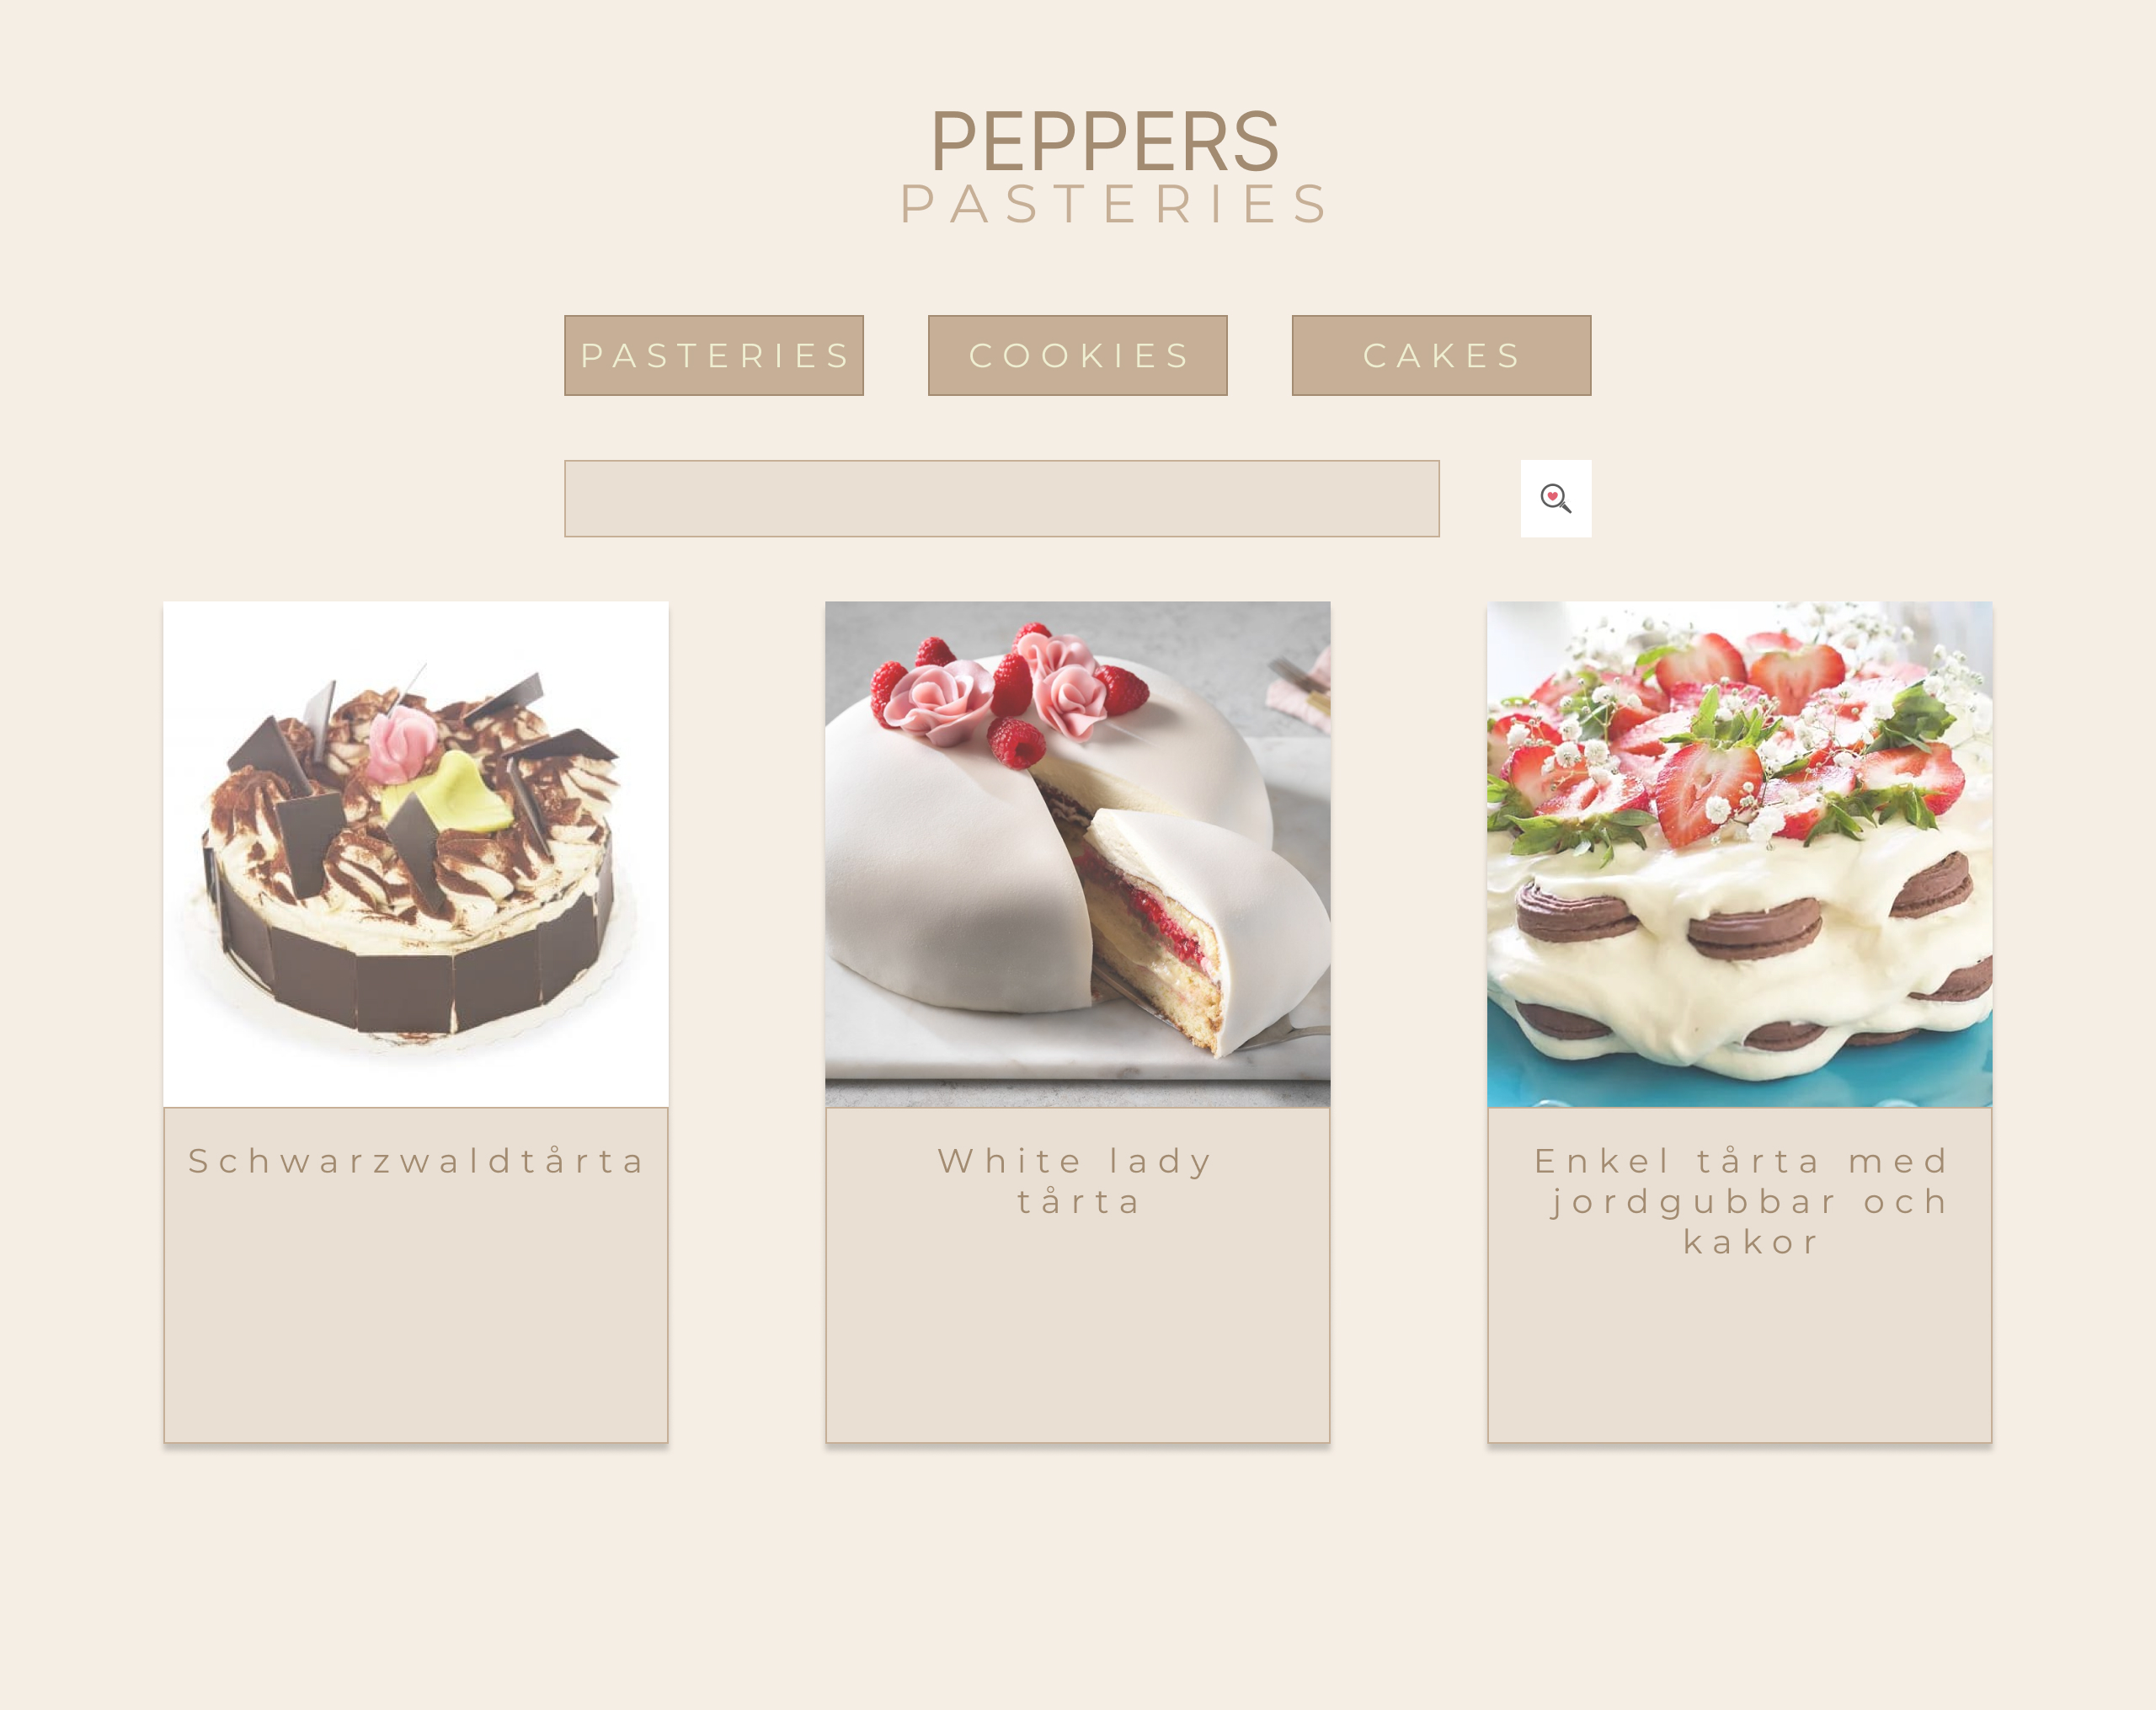 PEPPERS
PASTERIES
PASTERIES
COOKIES
CAKES
Schwarzwaldtårta
White lady
tårta
Enkel tårta med
jordgubbar och
kakor